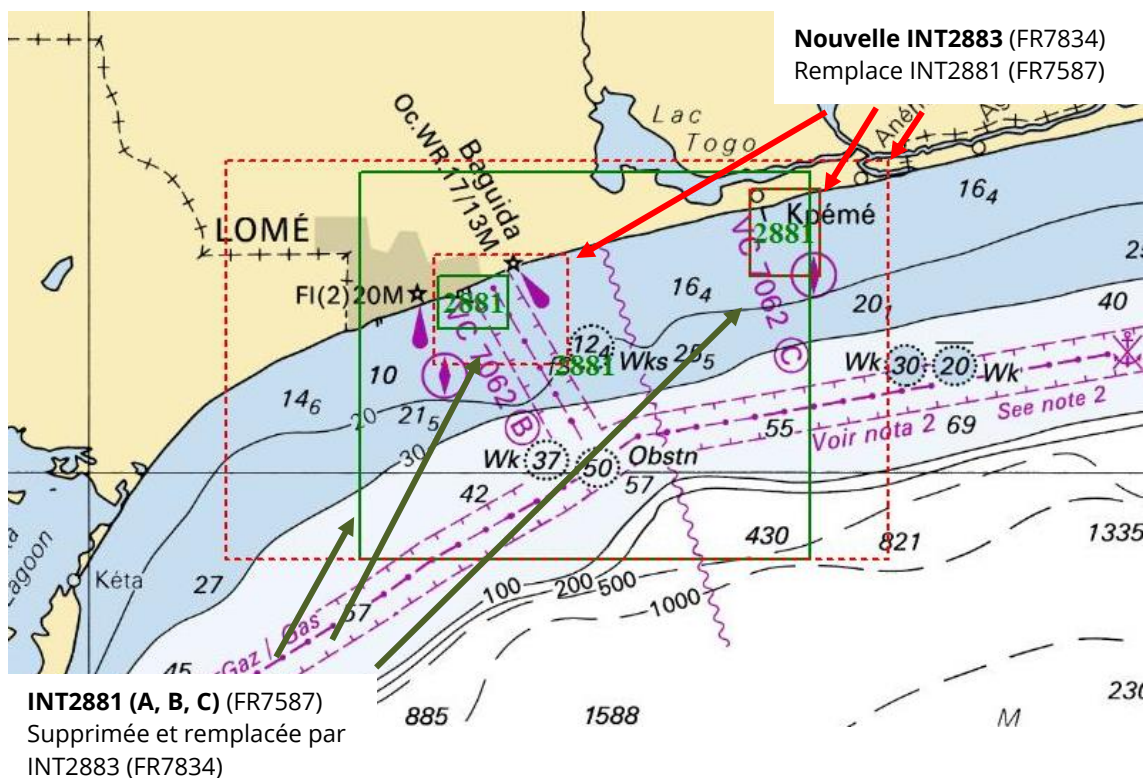 Nouvelle INT2883 (FR7834)
Remplace INT2881 (FR7587)
Lac
Togo
Aného
LOMÉ
Baguida
Oc.WR.17/13M
Kpémé
2881
VC 7062 C
16₄
25
Fl(2)20M
2881
16₄
20₁
40
VC 7062 B
12₄
Wks
25₅
2881
Wk 30
20 Wk
10
14₆
20
21₅
55
Voir nota 2
See note 2
69
30
Wk 37
50
Obstn
57
42
430
821
1335
Lagoon
Kéta
27
100
200
500
1000
57
Gaz / Gas
45
230
885
1588
M
INT2881 (A, B, C) (FR7587)
Supprimée et remplacée par
INT2883 (FR7834)